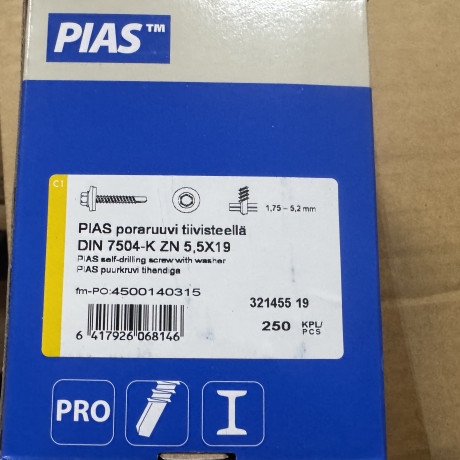 PIAS™
C1
1,75 - 5,2 mm
PIAS poraruuvi tiivisteellä
DIN 7504-K ZN 5,5X19
PIAS self-drilling screw with washer
PIAS puurkruvi tihendiga
fm-PO:4500140315
321455 19
6 417926 068146
250 KPL/
PCS
PRO